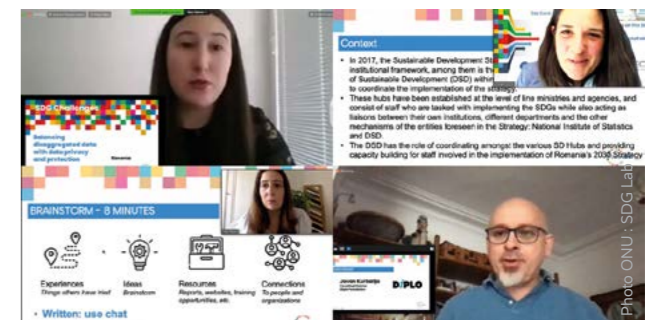 SDG Challenges
Balancing
disaggregated data
with data privacy
and protection
Slovenia
Context
• In 2017, the Sustainable Development
institutional framework, among them is the
of Sustainable Development (DSD) within
to coordinate the implementation of the strategy.
• These hubs have been established at the level of line ministries and agencies, and
consist of staff who are tasked with implementing the SDGs while also acting as
liaisons between their own institutions, different departments and the other
mechanisms of the entities foreseen in the Strategy: National Institute of Statistics
and DSD.
• The DSD has the role of coordinating amongst the various SD Hubs and providing
capacity building for staff involved in the implementation of Romania's 2030 Strategy
BRAINSTORM - 8 MINUTES
Experiences
Things others have tried
Ideas
Brainstorm
Resources
Reports, websites, training
opportunities, etc.
Connections
To people and
organizations
• Written: use chat
Jovan Kurbalija
DiPLO
Photo ONU : SDG Lab